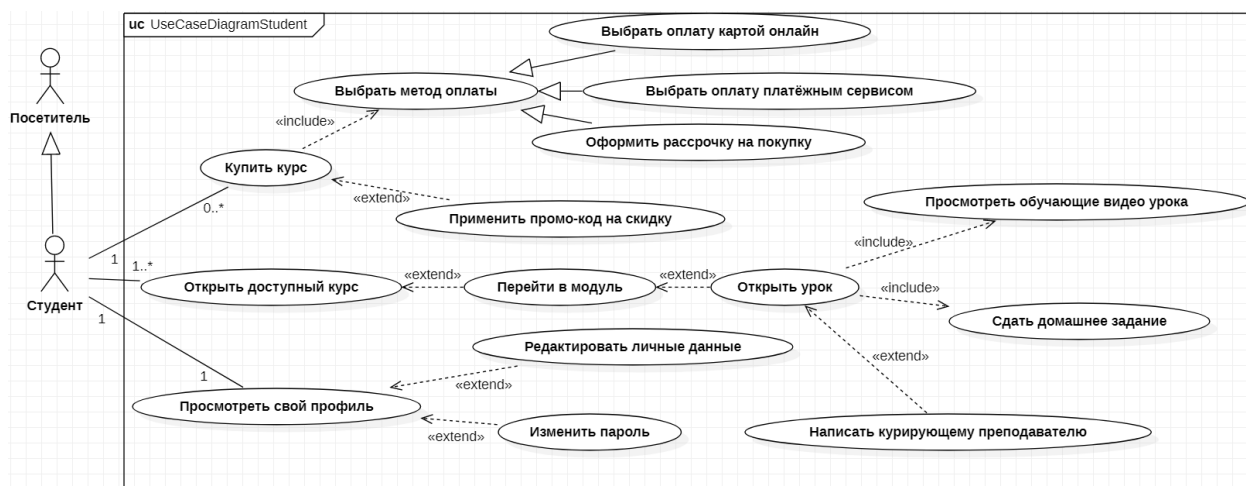 uc UseCaseDiagramStudent
Выбрать оплату картой онлайн
Посетитель
Выбрать метод оплаты
Выбрать оплату платёжным сервисом
«include»
Оформить рассрочку на покупку
Купить курс
«extend»
0..*
Применить промо-код на скидку
Просмотреть обучающие видео урока
«include»
1
1..*
Студент
Открыть доступный курс
«extend»
Перейти в модуль
«extend»
Открыть урок
«include»
Сдать домашнее задание
1
Редактировать личные данные
«extend»
«extend»
1
Просмотреть свой профиль
«extend»
Изменить пароль
Написать курирующему преподавателю